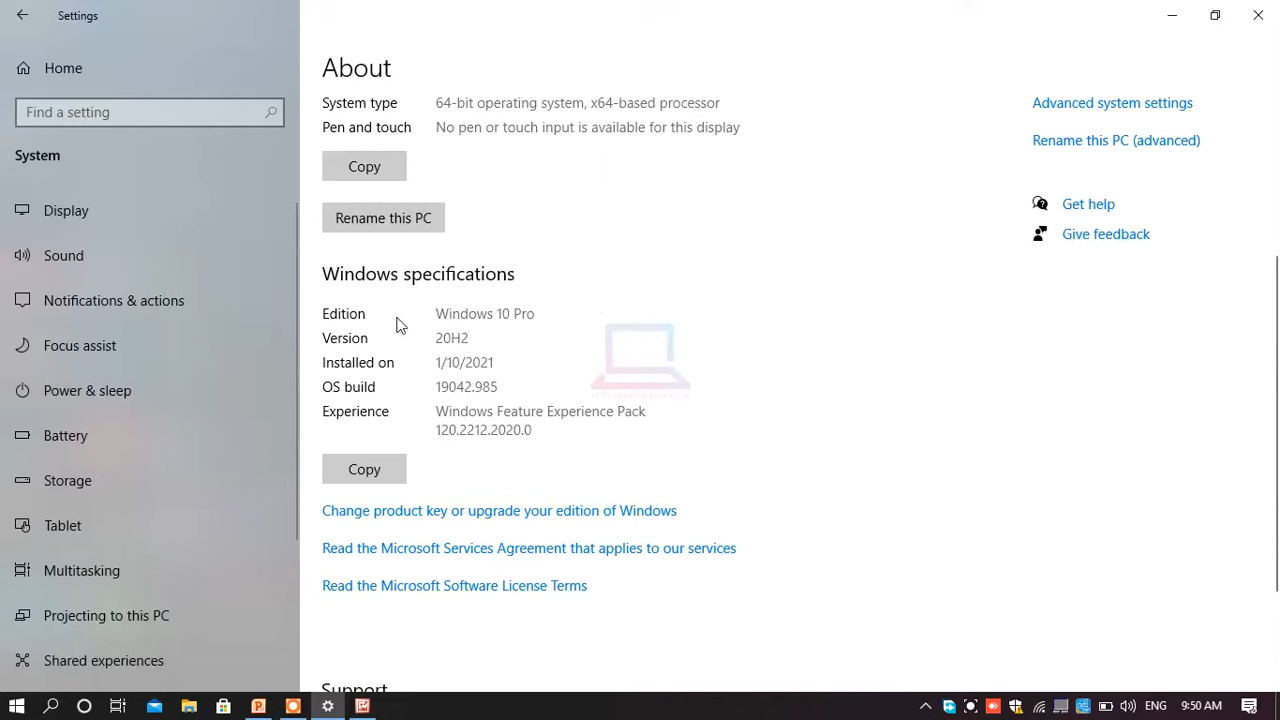 Settings
Home
Find a setting
System
Display
Sound
Notifications & actions
Focus assist
Power & sleep
Battery
Storage
Tablet
Multitasking
Projecting to this PC
Shared experiences
About
System type 64-bit operating system, x64-based processor
Pen and touch No pen or touch input is available for this display
Copy
Rename this PC
Windows specifications
Edition Windows 10 Pro
Version 20H2
Installed on 1/10/2021
OS build 19042.985
Experience Windows Feature Experience Pack
120.2212.2020.0
Copy
Change product key or upgrade your edition of Windows
Read the Microsoft Services Agreement that applies to our services
Read the Microsoft Software License Terms
Support
Advanced system settings
Rename this PC (advanced)
Get help
Give feedback
ENG 9:50 AM